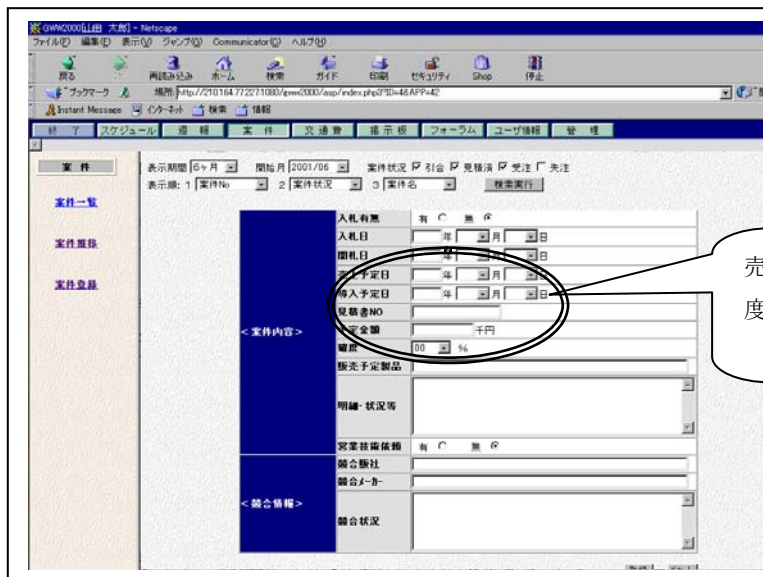 GWW2000[山田 太郎] - Netscape
ファイル(F) 編集(E) 表示(V) ジャンプ(G) Communicator(C) ヘルプ(H)
戻る 再読み込み ホーム 検索 ガイド 印刷 セキュリティ Shop 停止
ブックマーク 場所
Instant Message インターネット 検索 情報
終 了 スケジュール 週 報 案 件 交通費 掲示板 フォーラム ユーザ情報 管 理
案 件
表示期間 6ヶ月 開始月 2001/06 案件状況 引合 見積済 受注 失注
表示順: 1 案件No 2 案件状況 3 案件名 検索実行
案件一覧
案件推移
案件登録
<案件内容>
入札有無 有 無
入札日 年 月 日
開札日 年 月 日
売上予定日 年 月 日
導入予定日 年 月 日
見積書NO
予定金額 千円
確度 00 %
販売予定製品
明細・状況等
営業技術依頼 有 無
<競合情報>
競合販社
競合メーカー
競合状況
売
度